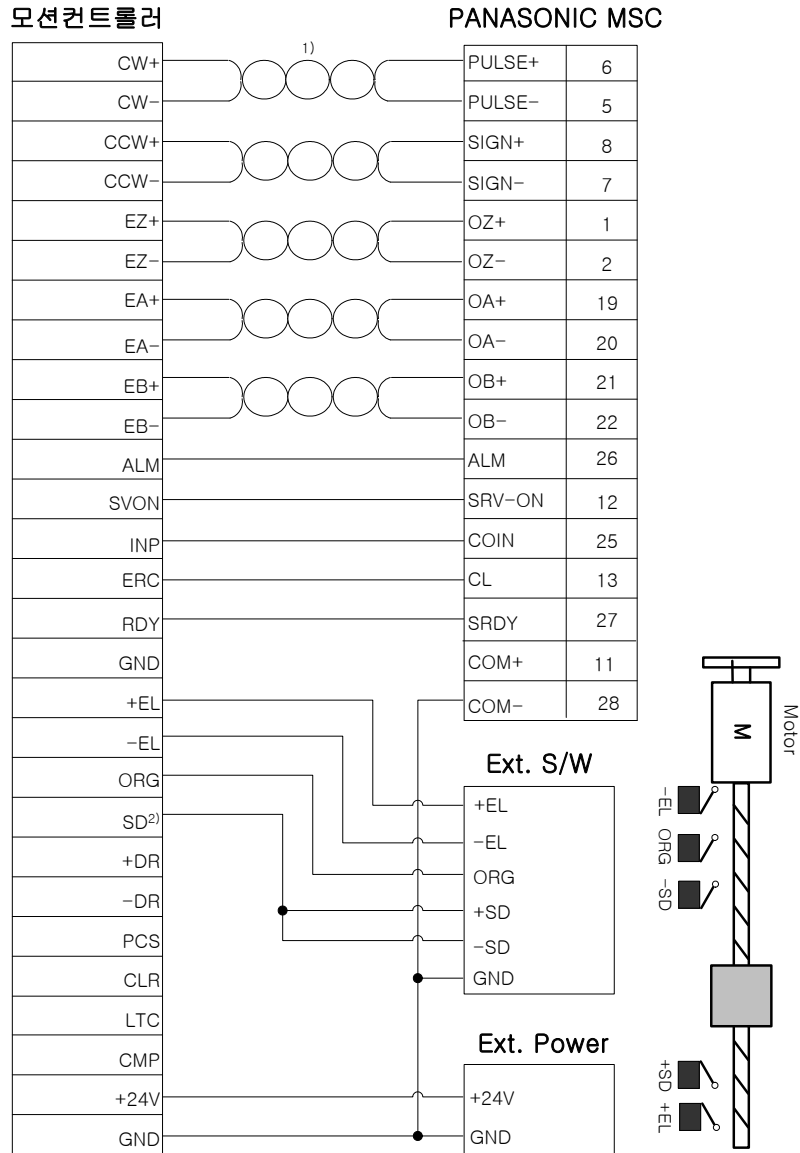 모션컨트롤러 PANASONIC MSC
1)
CW+ PULSE+ 6
CW- PULSE- 5
CCW+ SIGN+ 8
CCW- SIGN- 7
EZ+ OZ+ 1
EZ- OZ- 2
EA+ OA+ 19
EA- OA- 20
EB+ OB+ 21
EB- OB- 22
ALM ALM 26
SVON SRV-ON 12
INP COIN 25
ERC CL 13
RDY SRDY 27
GND COM+ 11
+EL COM- 28
-EL
ORG
SD2)
+DR
-DR
PCS
CLR
LTC
CMP
+24V
GND
Ext. S/W
+EL
-EL
ORG
+SD
-SD
GND
Ext. Power
+24V
GND
M
Motor
-EL
ORG
-SD
+SD
+EL